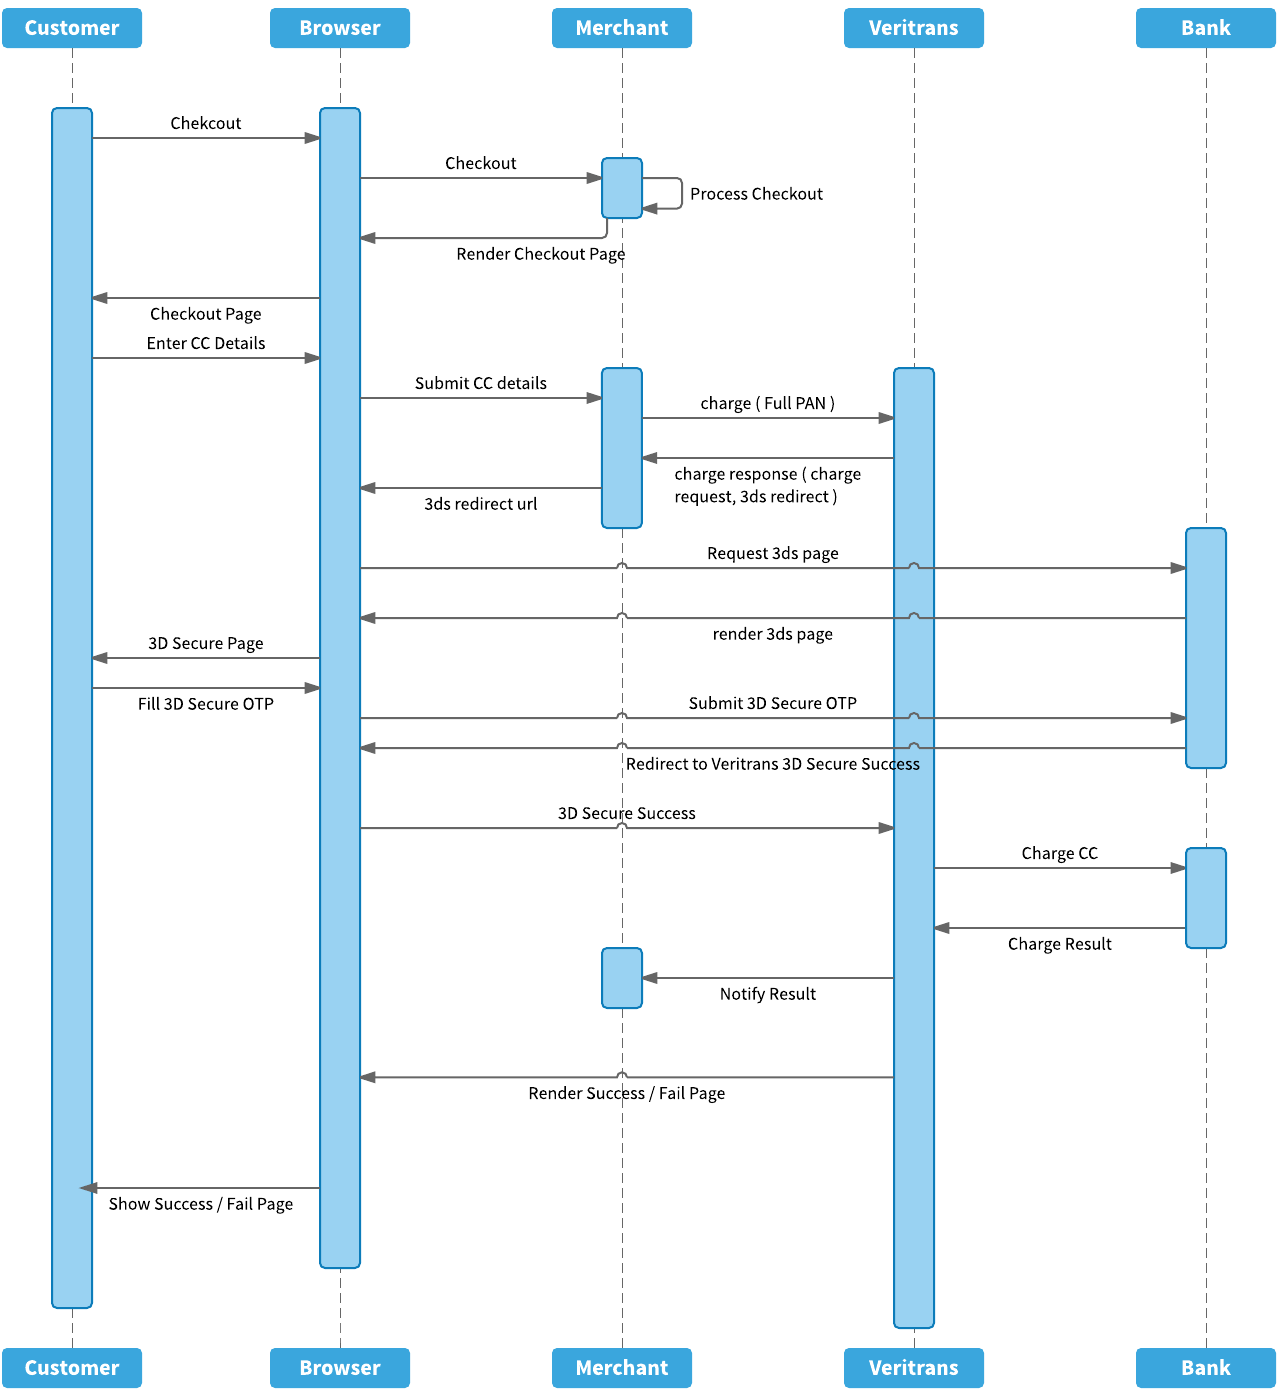 Customer
Browser
Merchant
Veritrans
Bank
Chekcout
Checkout
Process Checkout
Render Checkout Page
Checkout Page
Enter CC Details
Submit CC details
charge ( Full PAN )
charge response ( charge
request, 3ds redirect )
3ds redirect url
Request 3ds page
render 3ds page
3D Secure Page
Fill 3D Secure OTP
Submit 3D Secure OTP
Redirect to Veritrans 3D Secure Success
3D Secure Success
Charge CC
Charge Result
Notify Result
Render Success / Fail Page
Show Success / Fail Page
Customer
Browser
Merchant
Veritrans
Bank